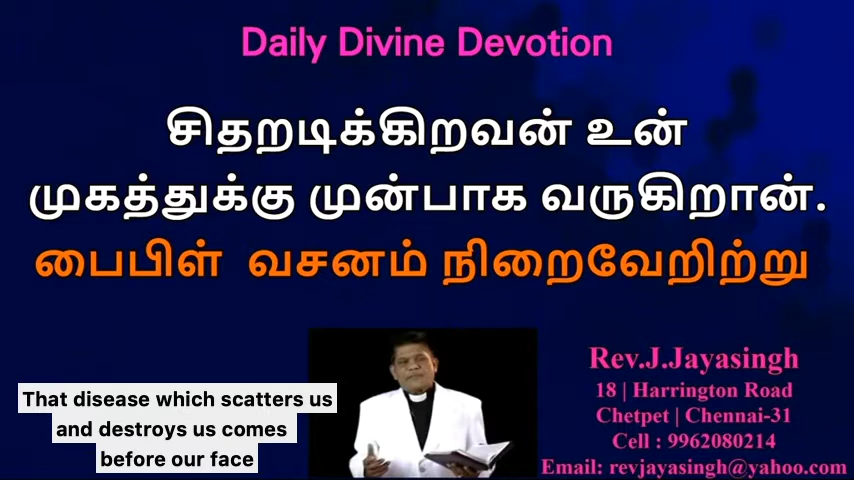 Daily Divine Devotion
சிதறடிக்கிறவன் உன்
முகத்துக்கு முன்பாக வருகிறான்.
பைபிள் வசனம் நிறைவேறிற்று
Rev.J.Jayasingh
18 | Harrington Road
Chetpet | Chennai-31
Cell : 9962080214
Email: revjayasingh@yahoo.com
That disease which scatters us
and destroys us comes
before our face